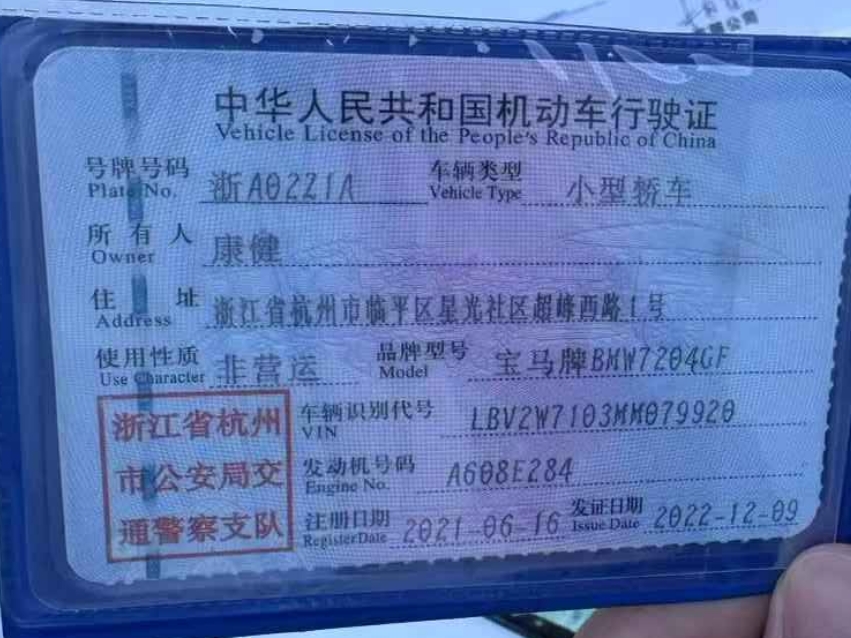 中华人民共和国机动车行驶证
Vehicle License of the People's Republic of China
号牌号码 浙A02Z1A 车辆类型 小型轿车
Plate No. Vehicle Type
所有人 康健
Owner
住址 浙江省杭州市临平区星光社区超峰西路1号
Address
使用性质 非营运 品牌型号 宝马牌BMW7204GF
Use Character Model
浙江省杭州
市公安局交
通警察支队
车辆识别代号 LBV2W7103MM079920
VIN
发动机号码 A608E284
Engine No.
注册日期 2021-06-16 发证日期 2022-12-09
Register Date Issue Date